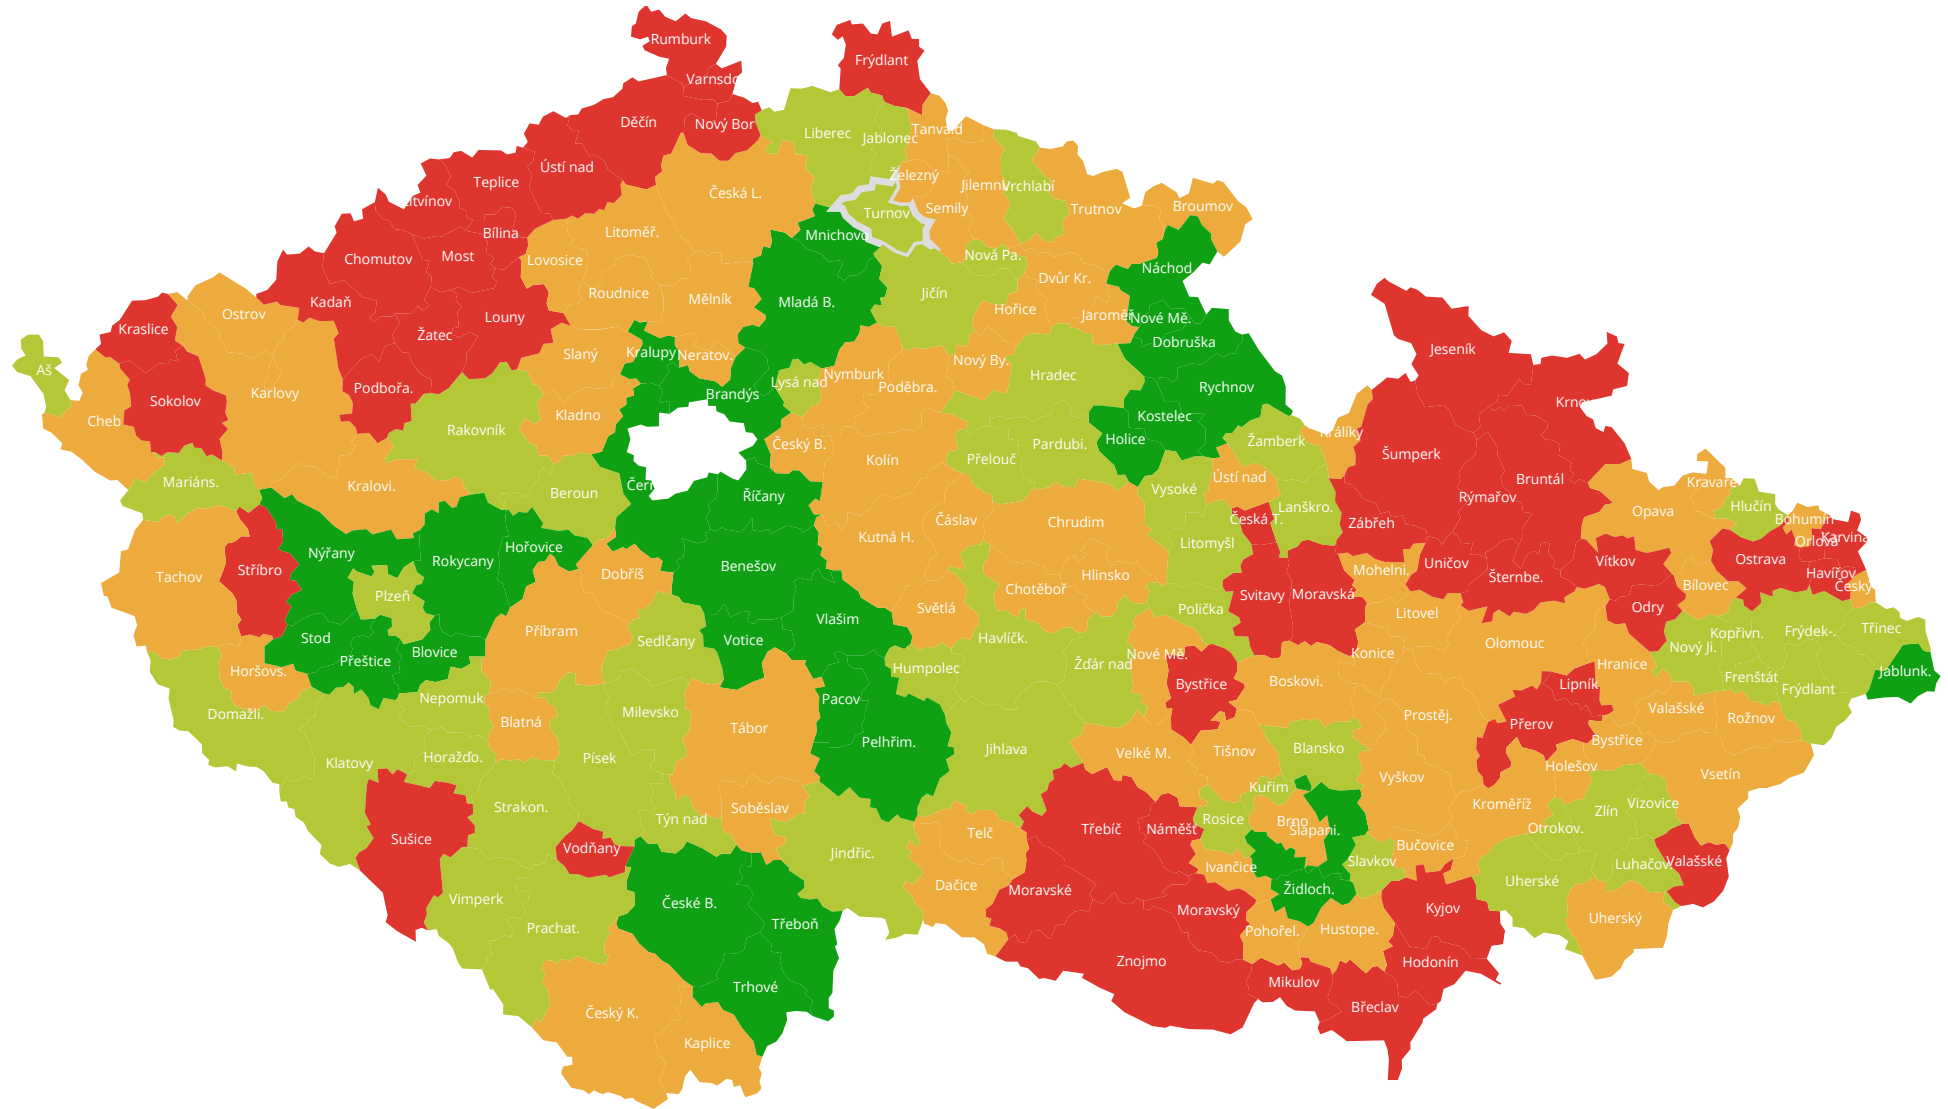 Rumburk
Frýdlant
Varnsdo
Děčín
Nový Bor
Liberec
Jablonec
Tanvald
Ústí nad
Teplice
Česká L.
Železný
Jilemni
Vrchlabí
itvínov
Turnov
Semily
Trutnov
Broumov
Bílina
Litoměř.
Mnichovo
Most
Chomutov
Lovosice
Nová Pa.
Náchod
Kadaň
Roudnice
Mělník
Mladá B.
Jičín
Dvůr Kr.
Ostrov
Louny
Hořice
Jaroměř
Nové Mě.
Kraslice
Žatec
Dobruška
Jeseník
Slaný
Kralupy
Neratov.
Nový By.
Aš
Nymburk
Hradec
Lysá nad
Poděbra.
Rychnov
Podbořa.
Karlovy
Brandýs
Sokolov
Krnov
Cheb
Kladno
Kostelec
Rakovník
Holice
Králíky
Český B.
Pardubi.
Žamberk
Kolín
Přelouč
Šumperk
Mariáns.
Kralovi.
Beroun
Čern
Říčany
Vysoké
Ústí nad
Bruntál
Kravaře
Rýmařov
Lanškro.
Hlučín
Opava
Čáslav
Chrudim
Česká T.
Zábřeh
Bohumín
Kutná H.
Karviná
Orlová
Hořovice
Litomyšl
Nýřany
Rokycany
Ostrava
Stříbro
Benešov
Uničov
Vítkov
Tachov
Dobříš
Hlinsko
Mohelni.
Šternbe.
Havířov
Chotěboř
Bílovec
Český
Plzeň
Svitavy
Moravská
Světlá
Polička
Odry
Litovel
Vlašim
Příbram
Třinec
Stod
Sedlčany
Votice
Havlíčk.
Kopřivn.
Frýdek-.
Olomouc
Nový Ji.
Blovice
Nové Mě.
Konice
Přeštice
Humpolec
Žďár nad
Hranice
Horšovs.
Jablunk.
Frenštát
Boskovi.
Bystřice
Lipník
Frýdlant
Nepomuk
Pacov
Valašské
Domažli.
Milevsko
Prostěj.
Rožnov
Blatná
Přerov
Tábor
Pelhřim.
Bystřice
Jihlava
Blansko
Velké M.
Tišnov
Horažďo.
Písek
Klatovy
Holešov
Vsetín
Vyškov
Kuřim
Vizovice
Kroměříž
Strakon.
Soběslav
Zlín
Týn nad
Rosice
Brno
Šlapani.
Třebíč
Náměšť
Otrokov.
Telč
Sušice
Bučovice
Vodňany
Jindřic.
Slavkov
Valašské
Luhačov.
Ivančice
Uherské
Dačice
Moravské
Židloch.
Vimperk
České B.
Moravský
Kyjov
Uherský
Třeboň
Prachat.
Pohořel.
Hustope.
Znojmo
Hodonín
Mikulov
Trhové
Břeclav
Český K.
Kaplice